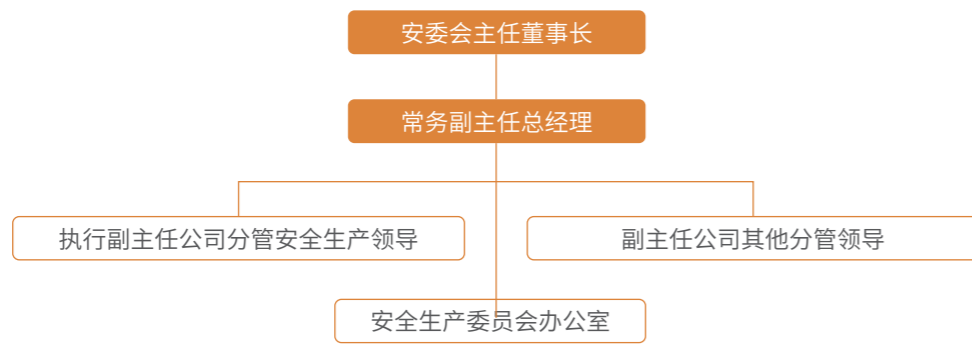 安委会主任董事长
常务副主任总经理
执行副主任公司分管安全生产领导
副主任公司其他分管领导
安全生产委员会办公室